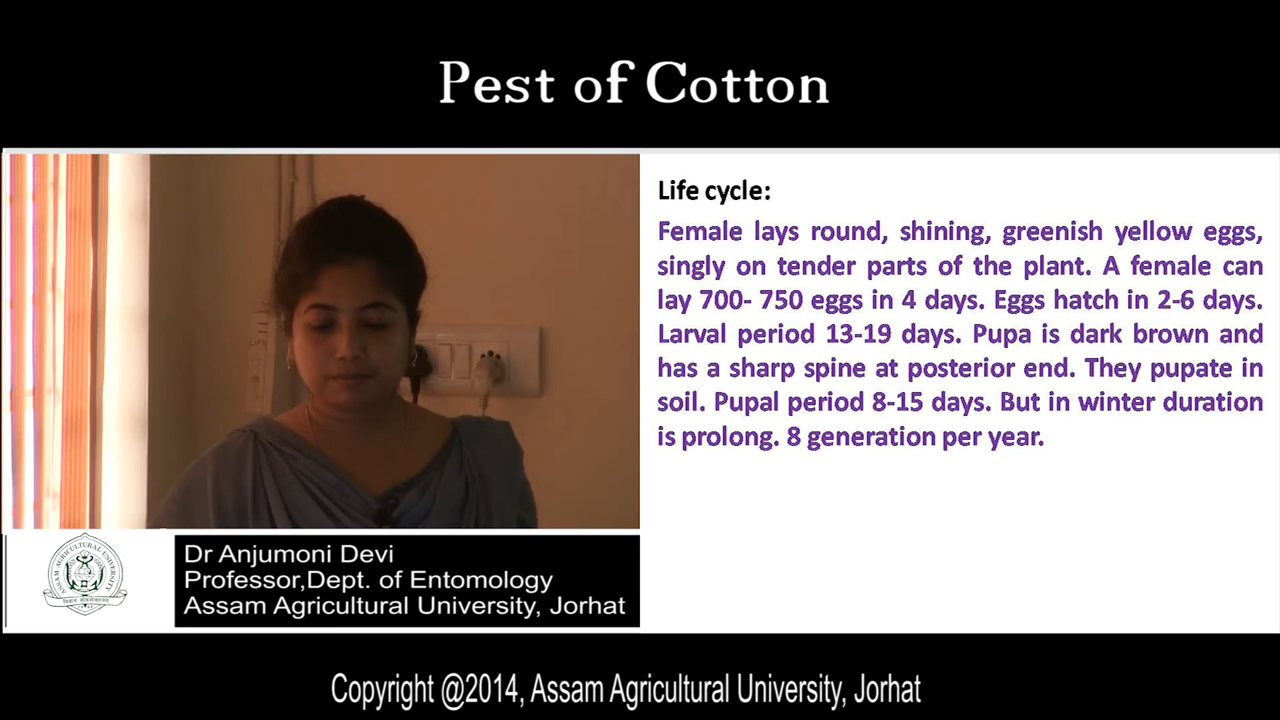 Pest of Cotton
Life cycle:
Female lays round, shining, greenish yellow eggs,
singly on tender parts of the plant. A female can
lay 700- 750 eggs in 4 days. Eggs hatch in 2-6 days.
Larval period 13-19 days. Pupa is dark brown and
has a sharp spine at posterior end. They pupate in
soil. Pupal period 8-15 days. But in winter duration
is prolong. 8 generation per year.
ASSAM AGRICULTURAL UNIVERSITY
Dr Anjumoni Devi
Professor,Dept. of Entomology
Assam Agricultural University, Jorhat
Copyright @2014, Assam Agricultural University, Jorhat